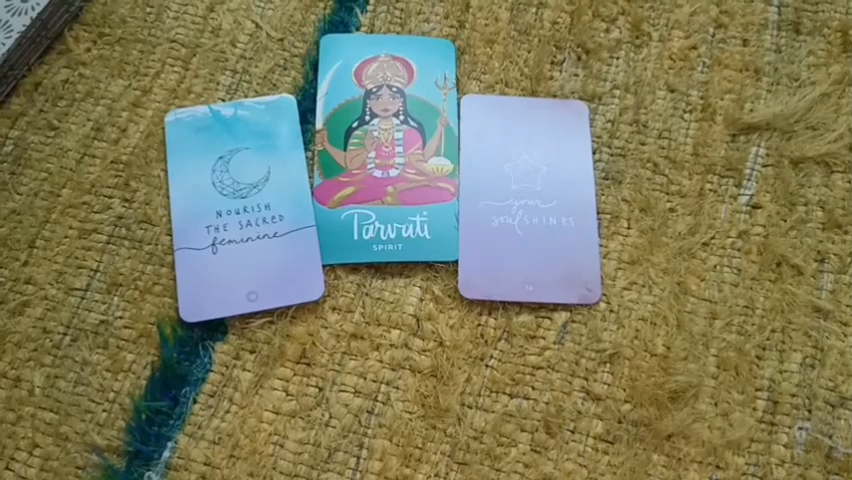 NOURISH
THE SACRED
feminine
Parvati
SPIRIT
your
soul SHINES